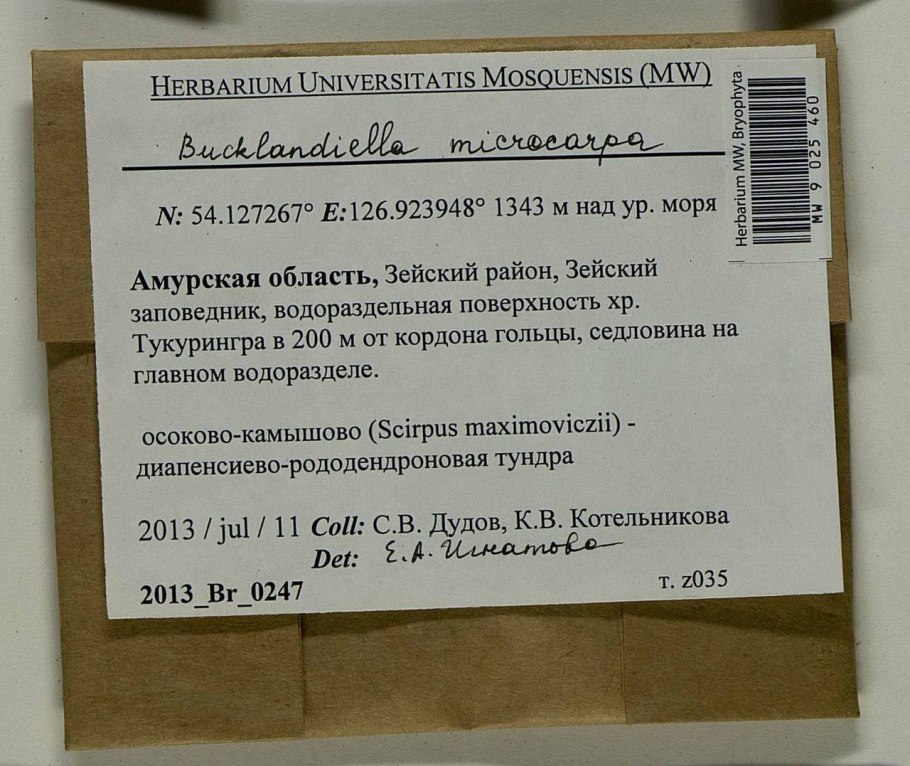 HERBARIUM UNIVERSITATIS MOSQUENSIS (MW)
Bucklandiella microcarpa
N: 54.127267° E:126.923948° 1343 м над ур. моря
Амурская область, Зейский район, Зейский
заповедник, водораздельная поверхность хр.
Тукурингра в 200 м от кордона гольцы, седловина на
главном водоразделе.
осоково-камышово (Scirpus maximoviczii) -
диапенсиево-рододендроновая тундра
2013 / jul / 11 Coll: С.В. Дудов, К.В. Котельникова
Det: Е.А. Игнатова
2013_Br_0247
т. z035
Herbarium MW, Bryophyta
MW 9 025 460